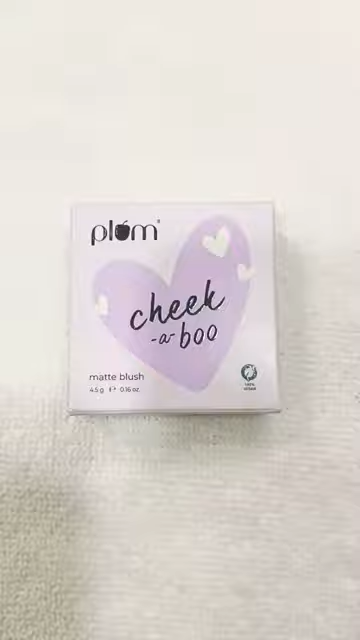 plum®
cheek
-a-boo
matte blush
4.5 g ℮ 0.16 oz.
100%
VEGAN